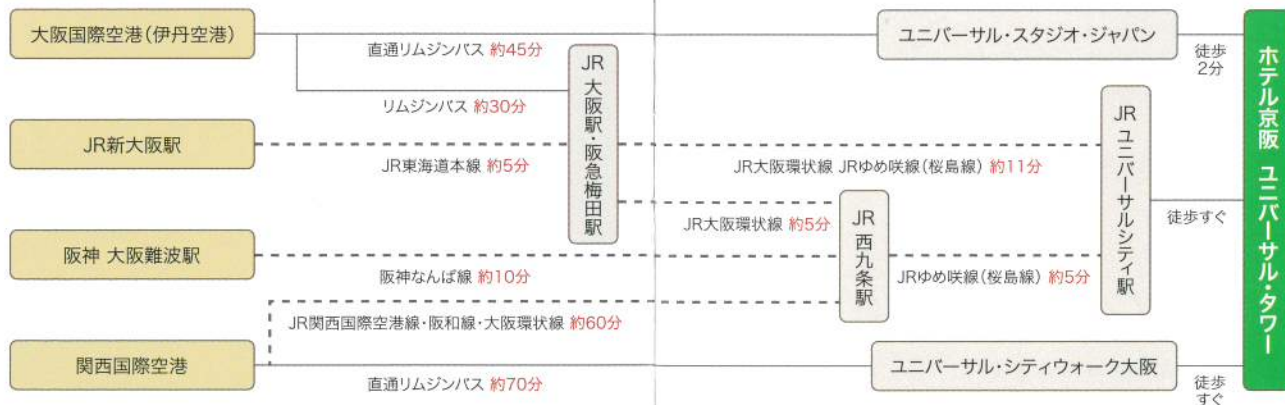 大阪国際空港(伊丹空港)
直通リムジンバス 約45分
ユニバーサル・スタジオ・ジャパン
徒歩
2分
リムジンバス 約30分
JR 大阪駅・阪急梅田駅
JR新大阪駅
JR東海道本線 約5分
JR大阪環状線 JRゆめ咲線(桜島線) 約11分
JR ユニバーサルシティ駅
徒歩すぐ
ホテル京阪 ユニバーサル・タワー
JR大阪環状線 約5分
JR 西九条駅
阪神 大阪難波駅
阪神なんば線 約10分
JRゆめ咲線(桜島線) 約5分
JR関西国際空港線・阪和線・大阪環状線 約60分
関西国際空港
直通リムジンバス 約70分
ユニバーサル・シティウォーク大阪
徒歩
すぐ